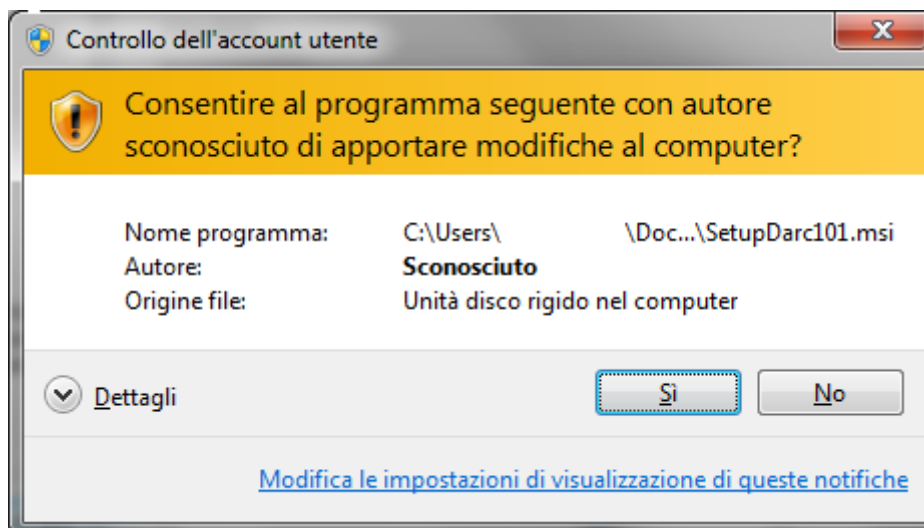 Controllo dell'account utente
Consentire al programma seguente con autore
sconosciuto di apportare modifiche al computer?
Nome programma: C:\Users\ \Doc...\SetupDarc101.msi
Autore: Sconosciuto
Origine file: Unità disco rigido nel computer
Dettagli Sì No
Modifica le impostazioni di visualizzazione di queste notifiche